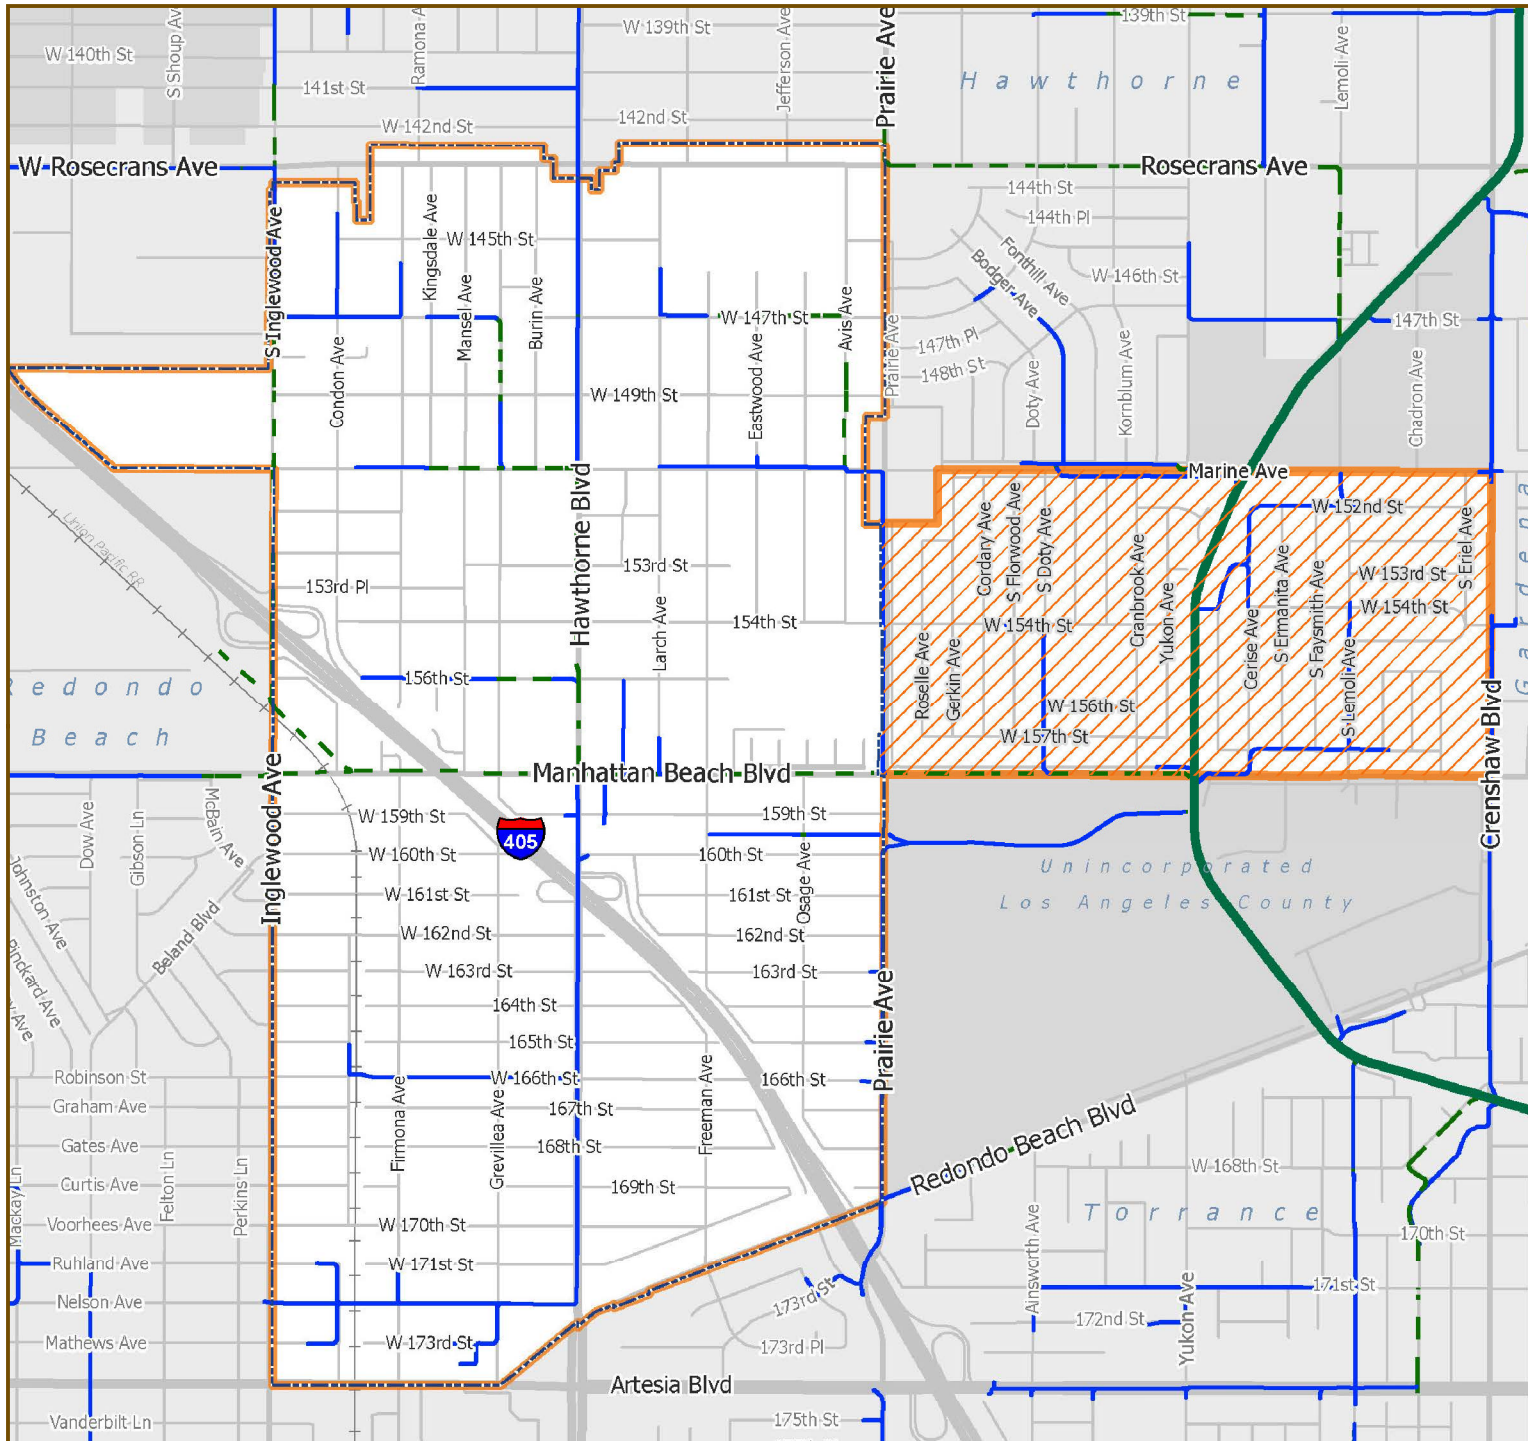 W 140th St
S Shoup Av
Ramona A
141st St
W 142nd St
W 139th St
Jefferson Ave
142nd St
Prairie Ave
139th St
Lemoli Ave
Hawthorne
W Rosecrans Ave
Rosecrans Ave
144th St
144th Pl
S Inglewood Ave
Kingsdale Ave
W 145th St
Mansel Ave
Burin Ave
Condon Ave
W 147th St
Avis Ave
Eastwood Ave
W 149th St
Prairie Ave
Fonthill Ave
Bodger Ave
W 146th St
147th Pl
148th St
Doty Ave
Kornblum Ave
147th St
Chadron Ave
Marine Ave
Hawthorne Blvd
Union Pacific RR
153rd Pl
153rd St
Larch Ave
154th St
156th St
Cordary Ave
S Florwood Ave
S Doty Ave
W 154th St
Roselle Ave
Gerkin Ave
Cranbrook Ave
Yukon Ave
W 156th St
W 157th St
W 152nd St
S Eriel Ave
W 153rd St
W 154th St
S Ermanita Ave
S Faysmith Ave
Cerise Ave
S Lemoli Ave
Gardena
Crenshaw Blvd
Redondo
Beach
Inglewood Ave
Manhattan Beach Blvd
Dow Ave
Gibson Ln
McBain Ave
Johnston Ave
Pinckard Ave
Beland Blvd
W 159th St
405
159th St
W 160th St
160th St
Osage Ave
W 161st St
161st St
W 162nd St
162nd St
W 163rd St
163rd St
164th St
165th St
W 166th St
166th St
Prairie Ave
Unincorporated
Los Angeles County
Robinson St
Graham Ave
Gates Ave
Curtis Ave
Voorhees Ave
Ruhland Ave
Nelson Ave
Mathews Ave
Vanderbilt Ln
Mackay Ln
Felton Ln
Perkins Ln
Firmona Ave
Grevillea Ave
167th St
168th St
169th St
Freeman Ave
W 170th St
W 171st St
W 173rd St
Redondo Beach Blvd
W 168th St
Torrance
170th St
Ainsworth Ave
171st St
172nd St
Yukon Ave
173rd St
173rd Pl
Artesia Blvd
175th St